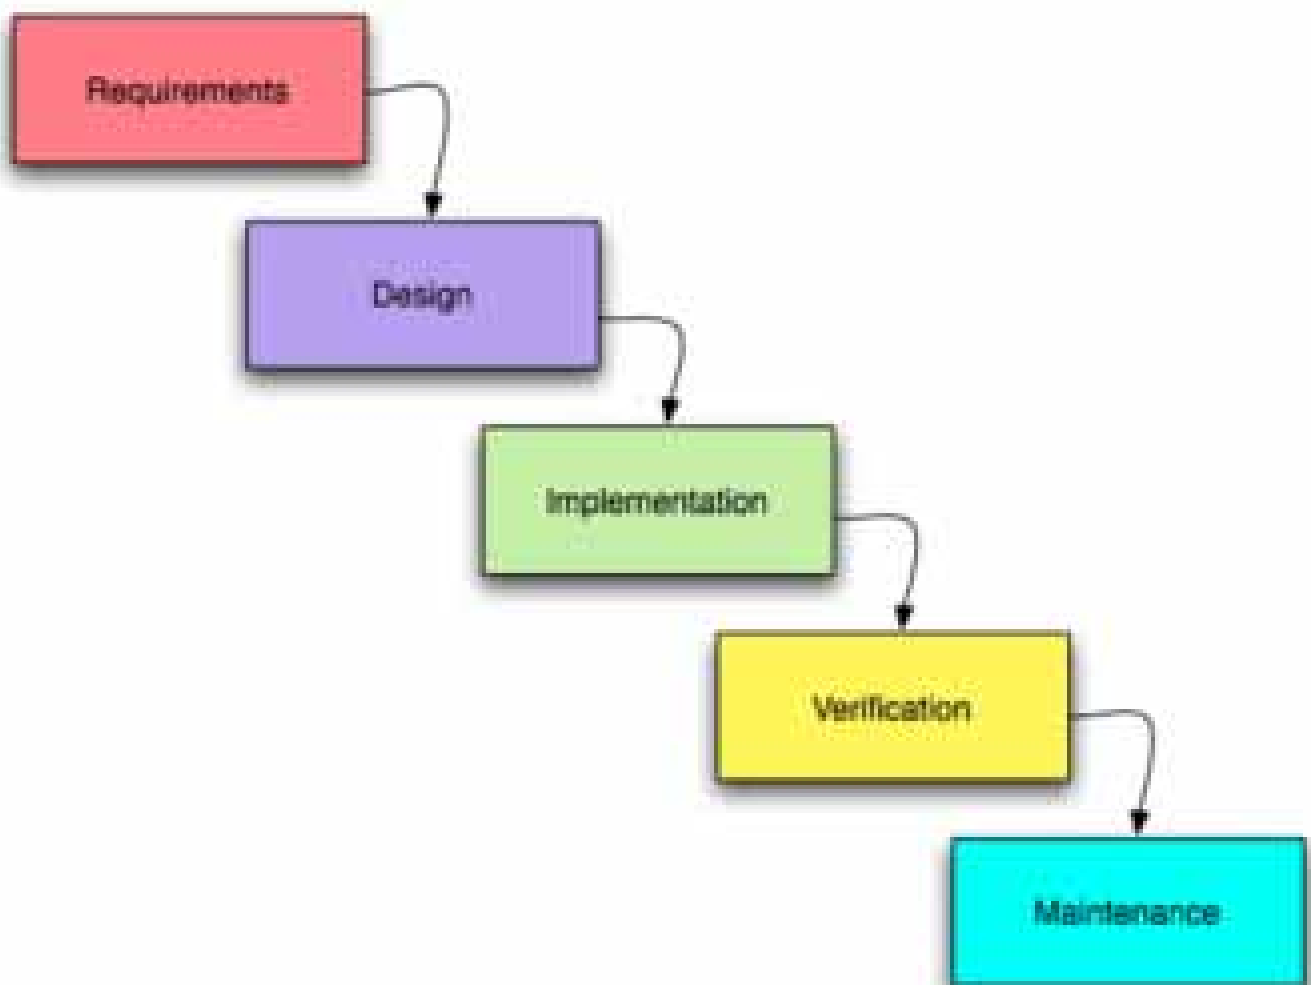 Requirements
Design
Implementation
Verification
Maintenance